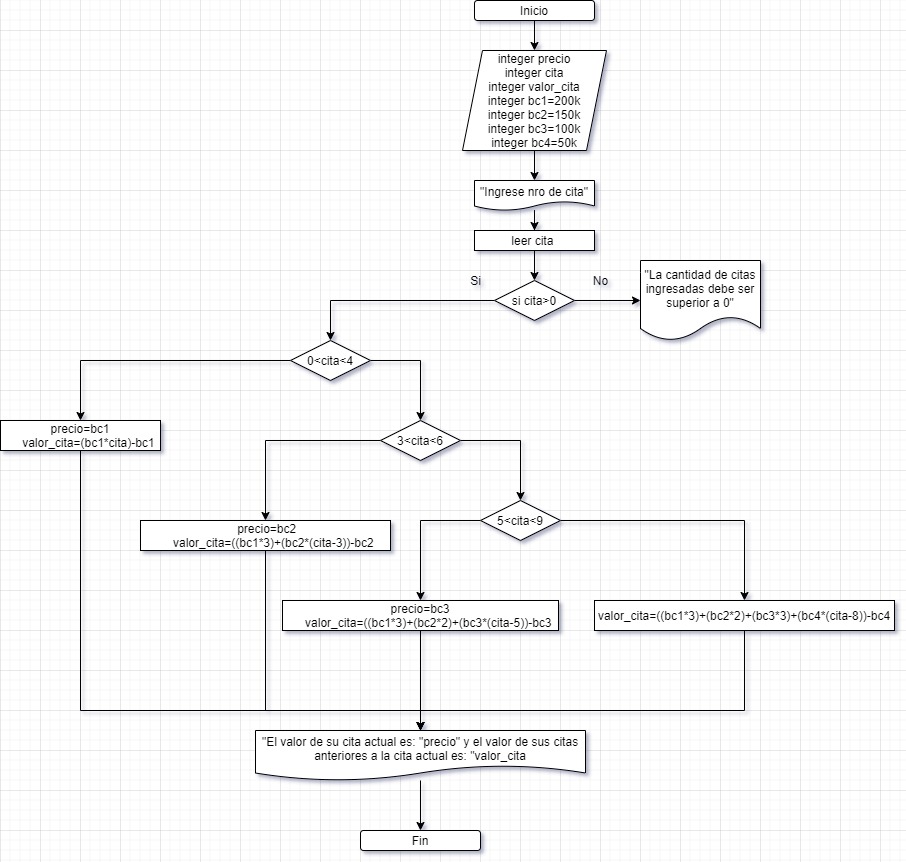 Inicio
integer precio
integer cita
integer valor_cita
integer bc1=200k
integer bc2=150k
integer bc3=100k
integer bc4=50k
"Ingrese nro de cita"
leer cita
Si
No
si cita>0
"La cantidad de citas
ingresadas debe ser
superior a 0"
0<cita<4
precio=bc1
valor_cita=(bc1*cita)-bc1
3<cita<6
precio=bc2
valor_cita=((bc1*3)+(bc2*(cita-3))-bc2
5<cita<9
precio=bc3
valor_cita=((bc1*3)+(bc2*2)+(bc3*(cita-5))-bc3
valor_cita=((bc1*3)+(bc2*2)+(bc3*3)+(bc4*(cita-8))-bc4
"El valor de su cita actual es: "precio" y el valor de sus citas
anteriores a la cita actual es: "valor_cita
Fin